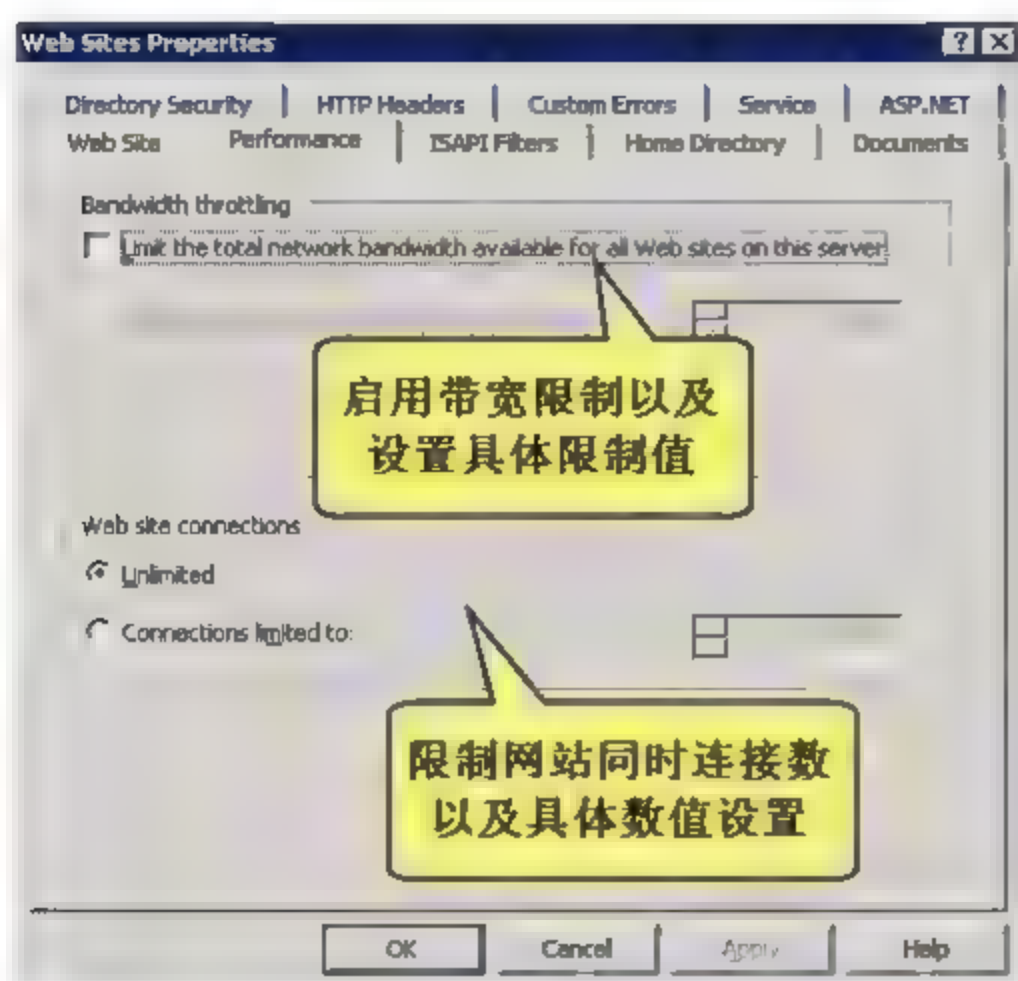 Web Sites Properties
Directory Security | HTTP Headers | Custom Errors | Service | ASP.NET
Web Site Performance | ISAPI Filters | Home Directory | Documents
Bandwidth throttling
Limit the total network bandwidth available for all Web sites on this server.
启用带宽限制以及
设置具体限制值
Web site connections
Unlimited
Connections limited to:
限制网站同时连接数
以及具体数值设置
OK Cancel Apply Help